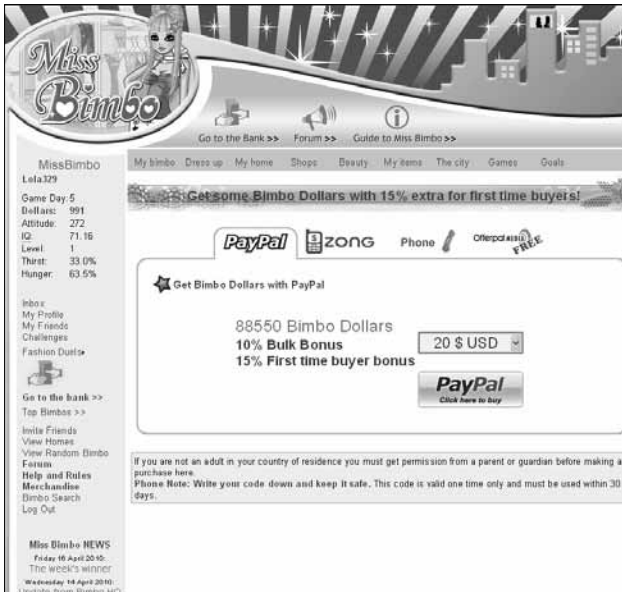 Miss
Bimbo
Go to the Bank >>
Forum >>
Guide to Miss Bimbo >>
MissBimbo
Lola329
Game Day: 5
Dollars: 991
Attitude: 272
IQ: 71.16
Level: 1
Thirst: 33.0%
Hunger: 63.5%
Inbox
My Profile
My Friends
Challenges
Fashion Duels
Go to the bank >>
Top Bimbos >>
Invite Friends
View Homes
View Random Bimbo
Forum
Help and Rules
Merchandise
Bimbo Search
Log Out
Miss Bimbo NEWS
Friday 16 April 2010:
The week's winner
Wednesday 14 April 2010:
Update from Bimbo HQ
My bimbo Dress up My home Shops Beauty My items The city Games Goals
Get some Bimbo Dollars with 15% extra for first time buyers!
PayPal ZONG Phone FREE
Get Bimbo Dollars with PayPal
88550 Bimbo Dollars
10% Bulk Bonus
15% First time buyer bonus
20 $ USD
PayPal
Click here to buy
If you are not an adult in your country of residence you must get permission from a parent or guardian before making a
purchase here.
Phone Note: Write your code down and keep it safe. This code is valid one time only and must be used within 30
days.